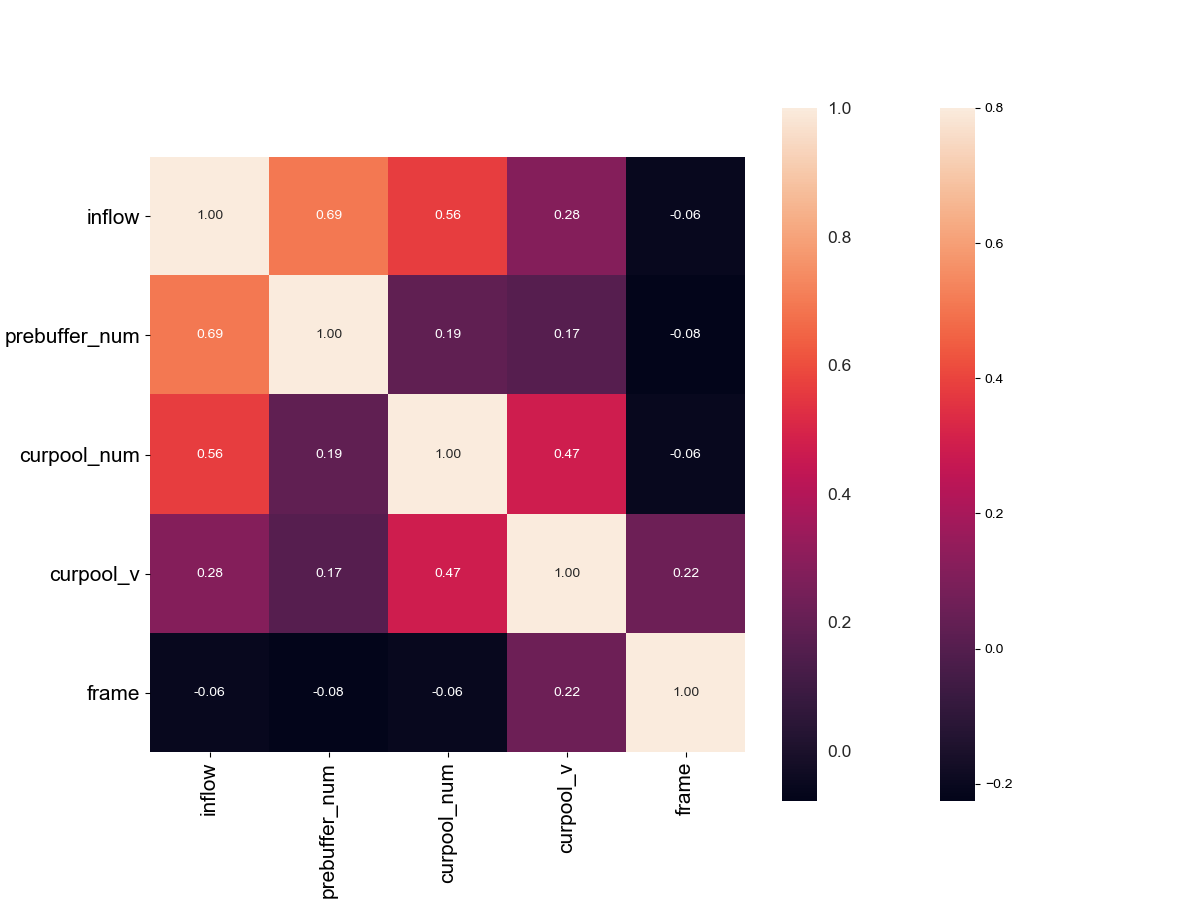 inflow 1.00 0.69 0.56 0.28 -0.06
prebuffer_num 0.69 1.00 0.19 0.17 -0.08
curpool_num 0.56 0.19 1.00 0.47 -0.06
curpool_v 0.28 0.17 0.47 1.00 0.22
frame -0.06 -0.08 -0.06 0.22 1.00
inflow
prebuffer_num
curpool_num
curpool_v
frame
1.0
0.8
0.6
0.4
0.2
0.0
0.8
0.6
0.4
0.2
0.0
−0.2